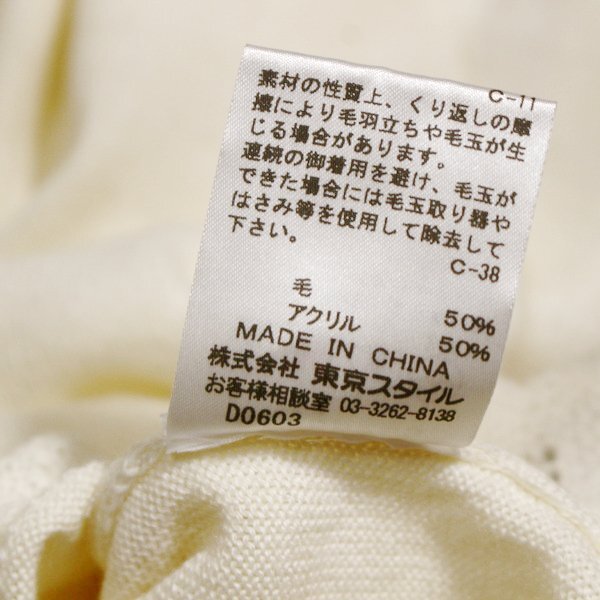 C-11
素材の性質上、くり返しの摩
擦により毛羽立ちや毛玉が生
じる場合があります。
連続の御着用を避け、毛玉が
できた場合には毛玉取り器や
はさみ等を使用して除去して
下さい。
C-38
毛 50%
アクリル 50%
MADE IN CHINA
株式会社 東京スタイル
お客様相談室 03-3262-8138
D0603